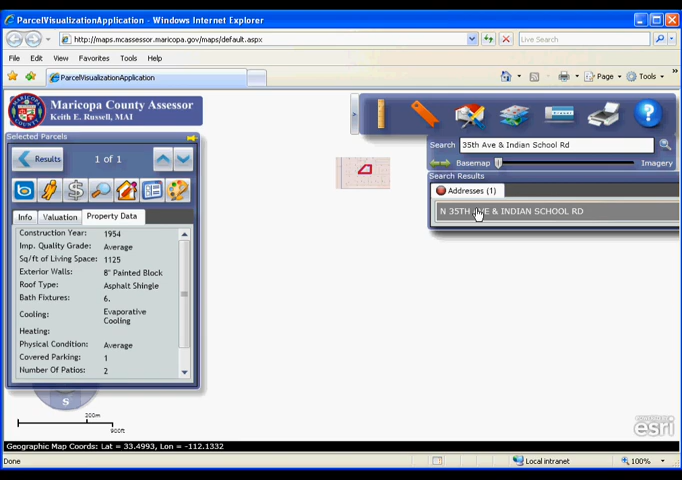 ParcelVisualizationApplication - Windows Internet Explorer
http://maps.mcassessor.maricopa.gov/maps/default.aspx
Live Search
File Edit View Favorites Tools Help
ParcelVisualizationApplication
Page Tools
Maricopa County Assessor
Keith E. Russell, MAI
Selected Parcels
Results 1 of 1
Info Valuation Property Data
Construction Year: 1954
Imp. Quality Grade: Average
Sq/ft of Living Space: 1125
Exterior Walls: 8" Painted Block
Roof Type: Asphalt Shingle
Bath Fixtures: 6.
Cooling: Evaporative
Cooling
Heating:
Physical Condition: Average
Covered Parking: 1
Number Of Patios: 2
Search 35th Ave & Indian School Rd
Basemap Imagery
Search Results
Addresses (1)
N 35TH AVE & INDIAN SCHOOL RD
S
300m
900ft
POWERED BY
esri
Geographic Map Coords: Lat = 33.4993, Lon = -112.1332
Done
Local intranet
100%